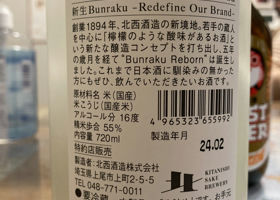 新生Bunraku -Redefine Our Brand-
創業1894年、北西酒造の新境地。若手の蔵人
を中心に「檸檬のような酸味があるお酒」と
いう新たな醸造コンセプトを打ち出し、五年
の歳月を経て"Bunraku Reborn"は誕生し
ました。これまで日本酒に馴染みの無かった方
にも、飲んでいただきたいお酒です。
原材料名 米(国産)
米こうじ(国産米)
アルコール分 16度
精米歩合 55%
内容量 720ml
特約店販売
製造者 北西酒造株式会社
埼玉県上尾市上町2-5-5
TEL 048-771-0011
4 965323 655992
製造年月
24.02
KITANISHI
SAKE
BREWERY